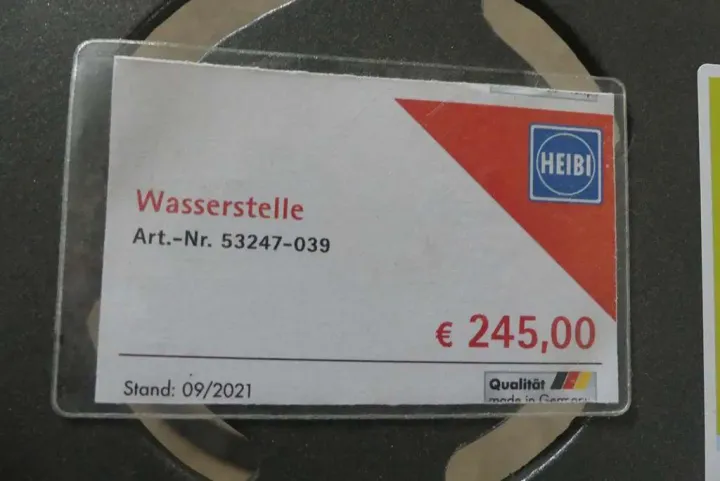 HEIBI
Wasserstelle
Art.-Nr. 53247-039
€ 245,00
Stand: 09/2021
Qualität
made in Germany